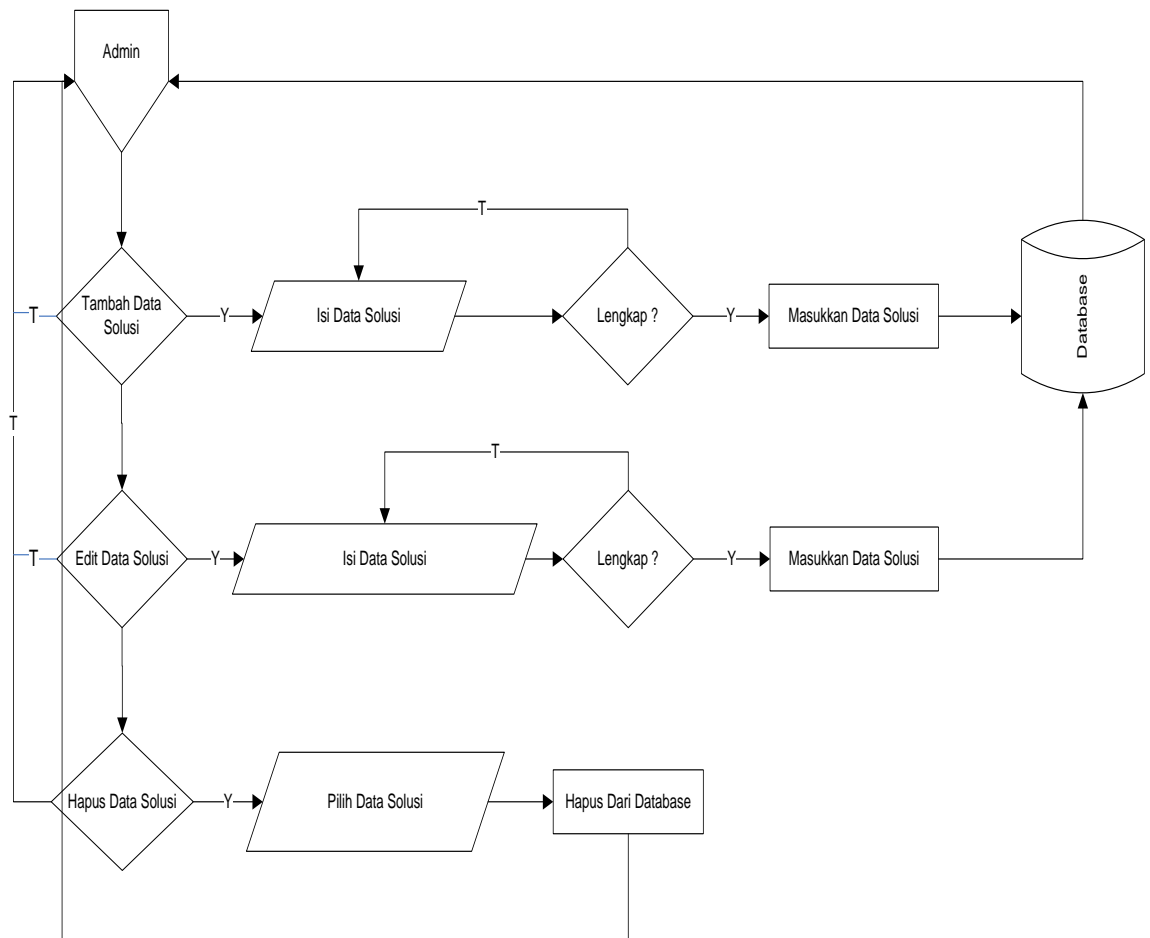 Admin
T
Tambah Data
Solusi
T
Y
Isi Data Solusi
Lengkap ?
Y
Masukkan Data Solusi
Database
T
T
Edit Data Solusi
T
Y
Isi Data Solusi
Lengkap ?
Y
Masukkan Data Solusi
Hapus Data Solusi
Y
Pilih Data Solusi
Hapus Dari Database